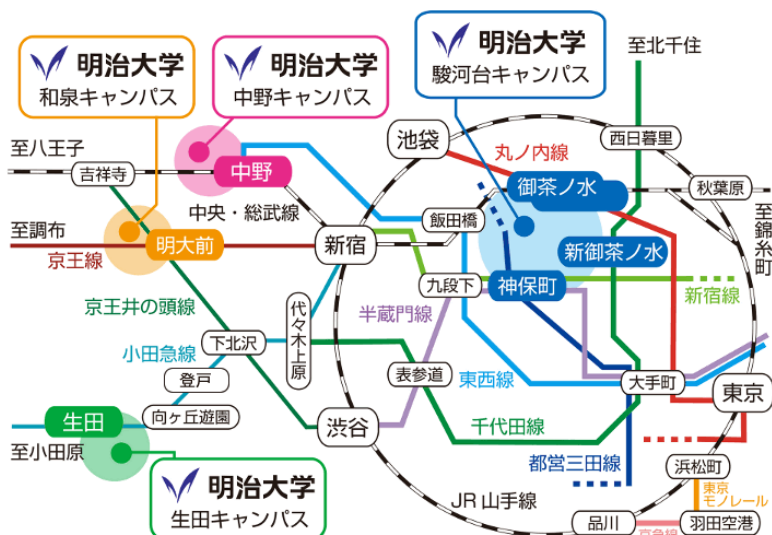 明治大学
和泉キャンパス
明治大学
中野キャンパス
明治大学
駿河台キャンパス
至北千住
池袋
丸ノ内線
西日暮里
至八王子
吉祥寺
中野
御茶ノ水
秋葉原
中央・総武線
飯田橋
至錦糸町
至調布
明大前
新宿
新御茶ノ水
京王線
九段下
神保町
新宿線
京王井の頭線
代々木上原
半蔵門線
小田急線
下北沢
登戸
表参道
東西線
大手町
東京
生田
向ヶ丘遊園
渋谷
千代田線
至小田原
都営三田線
浜松町
明治大学
生田キャンパス
JR山手線
東京
モノレール
品川
京急線
羽田空港